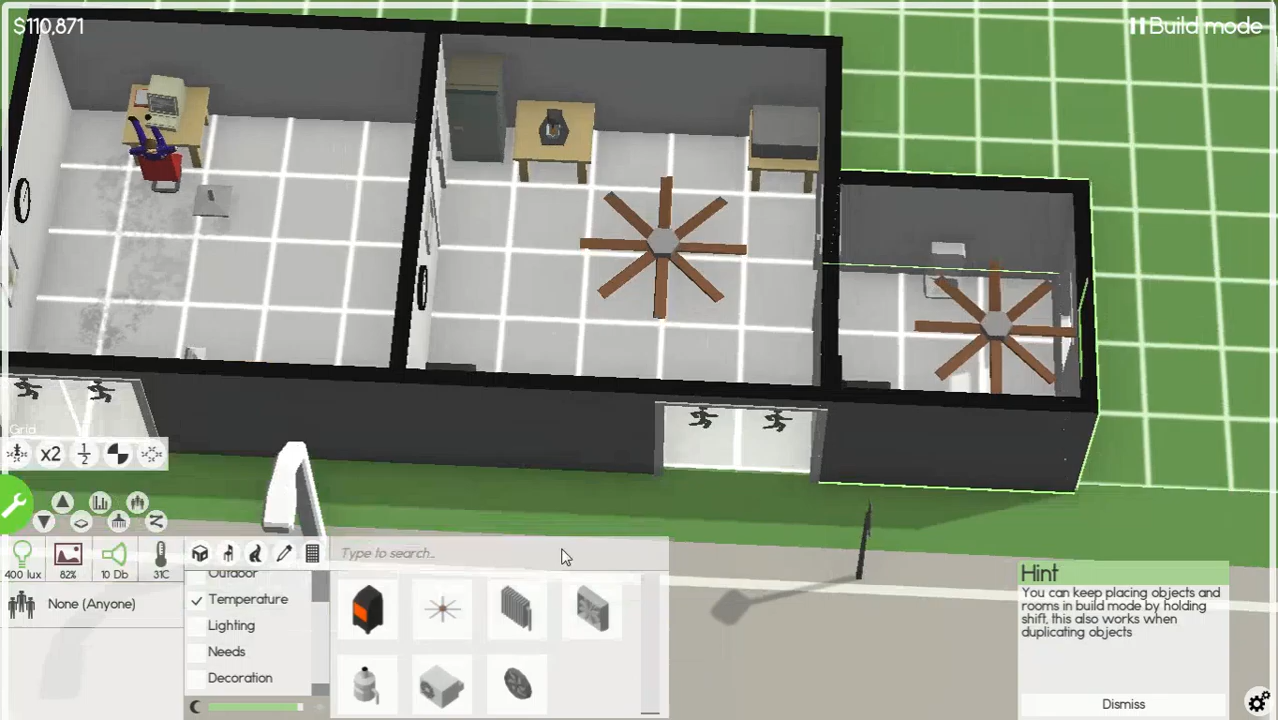 $110,871
Build mode
Grid
x2
1/2
400 lux
82%
10 Db
31C
None (Anyone)
Type to search...
Outdoor
Temperature
Lighting
Needs
Decoration
Hint
You can keep placing objects and
rooms in build mode by holding
shift, this also works when
duplicating objects
Dismiss